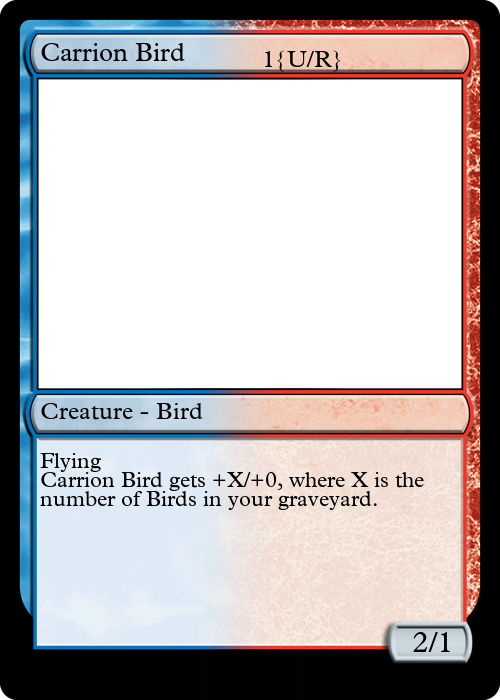 Carrion Bird 1{U/R}
Creature - Bird
Flying
Carrion Bird gets +X/+0, where X is the
number of Birds in your graveyard.
2/1